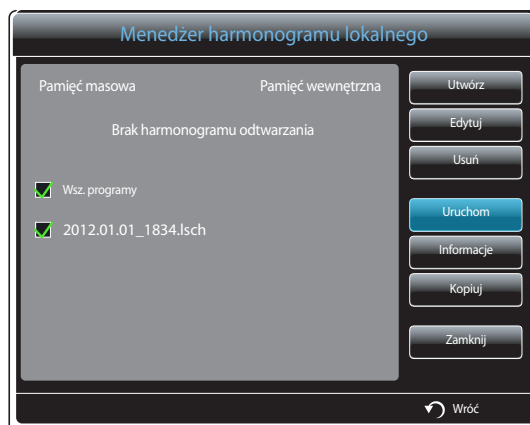 Menedżer harmonogramu lokalnego
Pamięć masowa Pamięć wewnętrzna
Brak harmonogramu odtwarzania
Wsz. programy
2012.01.01_1834.lsch
Utwórz
Edytuj
Usuń
Uruchom
Informacje
Kopiuj
Zamknij
Wróć